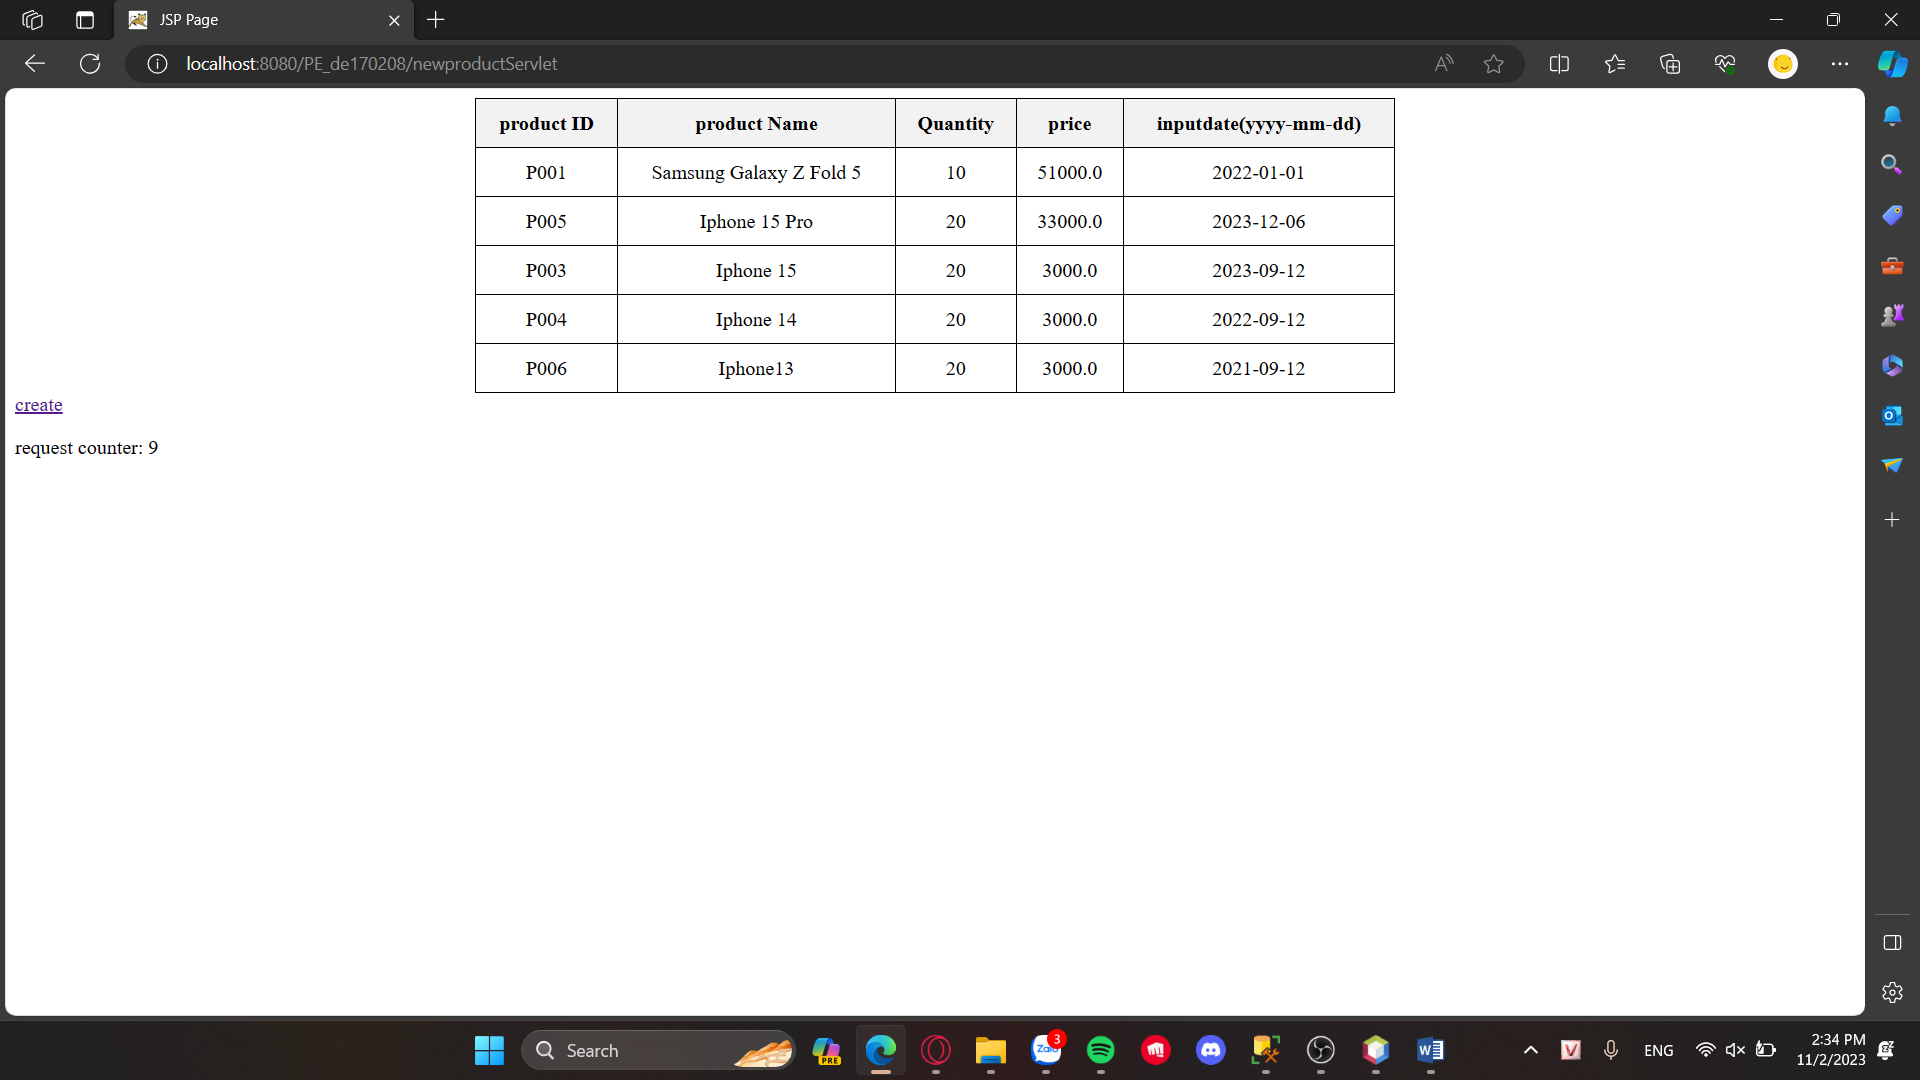 JSP Page
localhost:8080/PE_de170208/newproductServlet
product ID product Name Quantity price inputdate(yyyy-mm-dd)
P001 Samsung Galaxy Z Fold 5 10 51000.0 2022-01-01
P005 Iphone 15 Pro 20 33000.0 2023-12-06
P003 Iphone 15 20 3000.0 2023-09-12
P004 Iphone 14 20 3000.0 2022-09-12
P006 Iphone13 20 3000.0 2021-09-12
create
request counter: 9
Search
PRE
Zalo
3
ENG
2:34 PM
11/2/2023